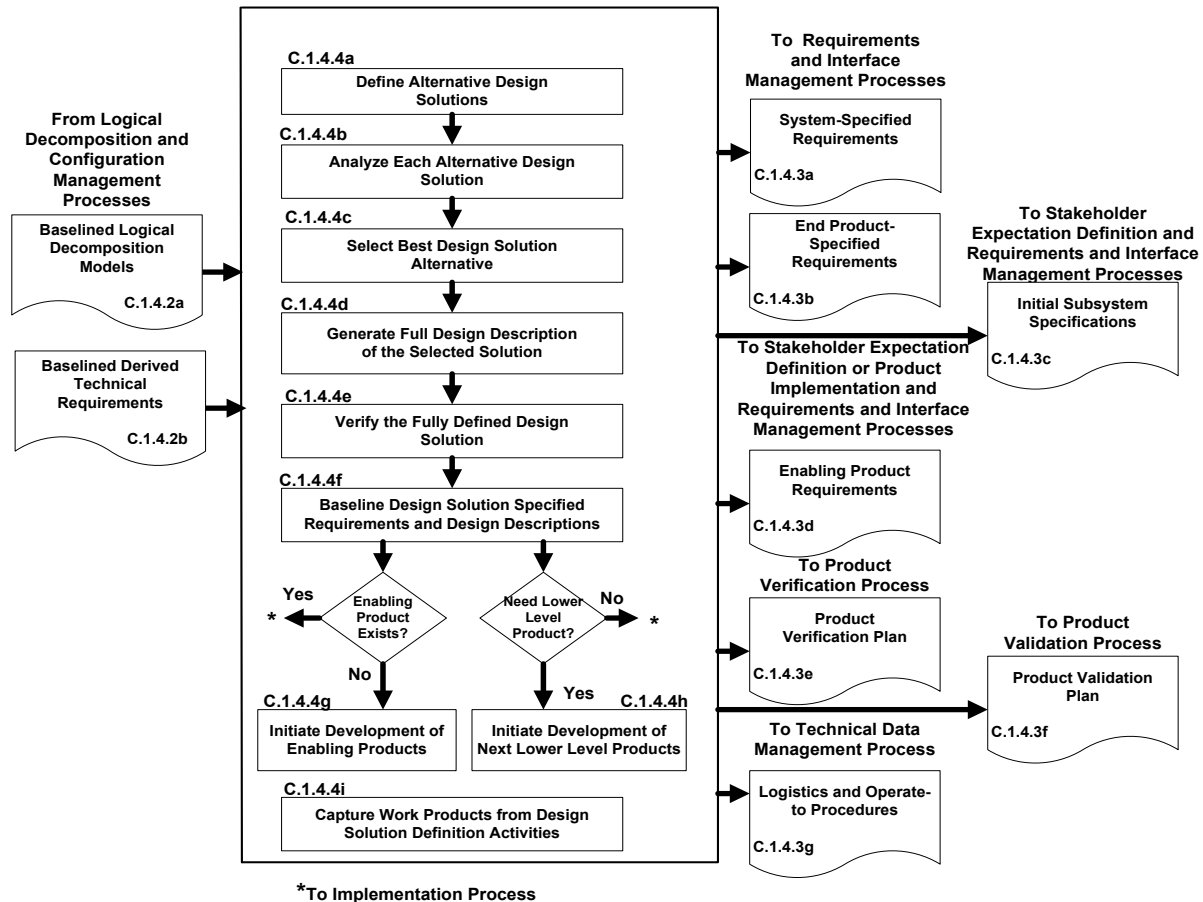 From Logical
Decomposition and
Configuration
Management
Processes
Baselined Logical
Decomposition
Models
C.1.4.2a
Baselined Derived
Technical
Requirements
C.1.4.2b
C.1.4.4a
Define Alternative Design
Solutions
C.1.4.4b
Analyze Each Alternative Design
Solution
C.1.4.4c
Select Best Design Solution
Alternative
C.1.4.4d
Generate Full Design Description
of the Selected Solution
C.1.4.4e
Verify the Fully Defined Design
Solution
C.1.4.4f
Baseline Design Solution Specified
Requirements and Design Descriptions
Yes
*
Enabling
Product
Exists?
No
Need Lower
Level
Product?
No
*
Yes
C.1.4.4g
Initiate Development of
Enabling Products
C.1.4.4h
Initiate Development of
Next Lower Level Products
C.1.4.4i
Capture Work Products from Design
Solution Definition Activities
*To Implementation Process
To Requirements
and Interface
Management Processes
System-Specified
Requirements
C.1.4.3a
End Product-
Specified
Requirements
C.1.4.3b
To Stakeholder
Expectation Definition and
Requirements and Interface
Management Processes
Initial Subsystem
Specifications
C.1.4.3c
To Stakeholder Expectation
Definition or Product
Implementation and
Requirements and Interface
Management Processes
Enabling Product
Requirements
C.1.4.3d
To Product
Verification Process
Product
Verification Plan
C.1.4.3e
To Product
Validation Process
Product Validation
Plan
C.1.4.3f
To Technical Data
Management Process
Logistics and Operate-
to Procedures
C.1.4.3g